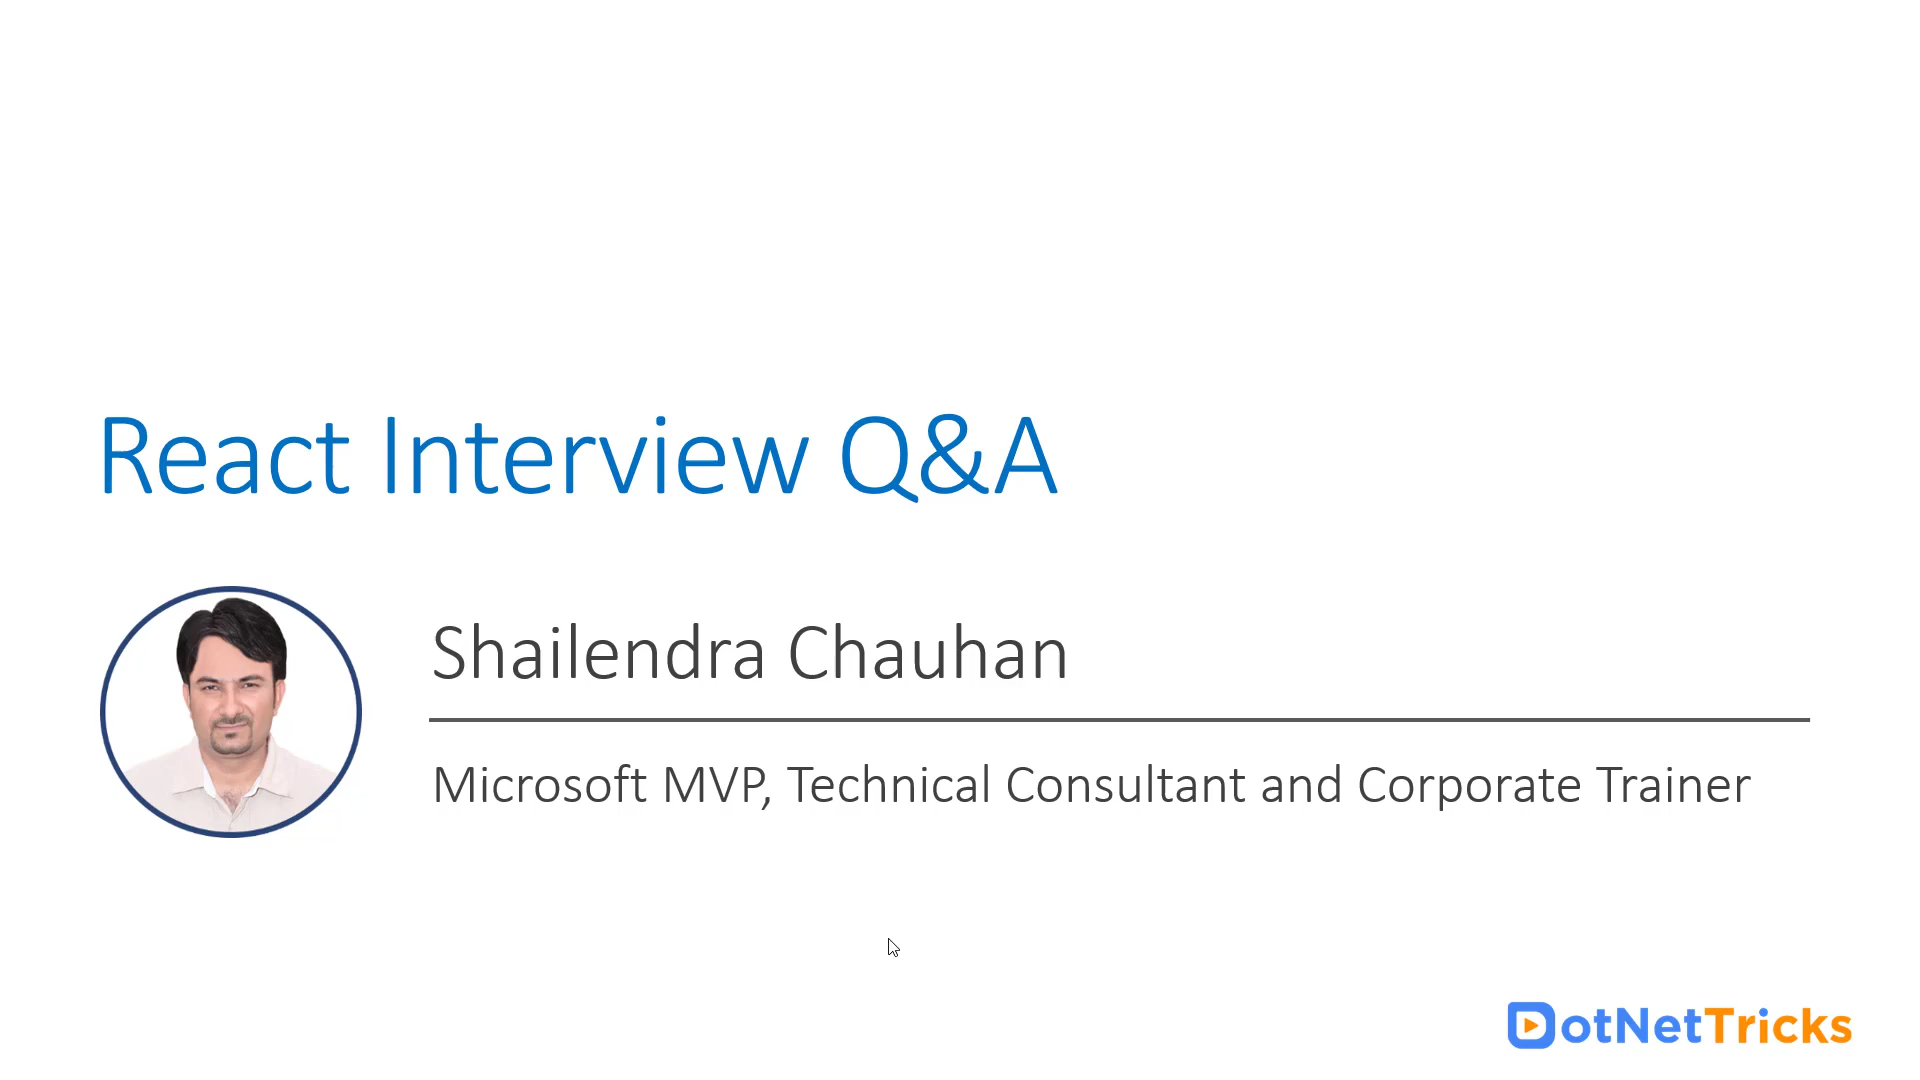 React Interview Q&A
Shailendra Chauhan
Microsoft MVP, Technical Consultant and Corporate Trainer
DotNetTricks